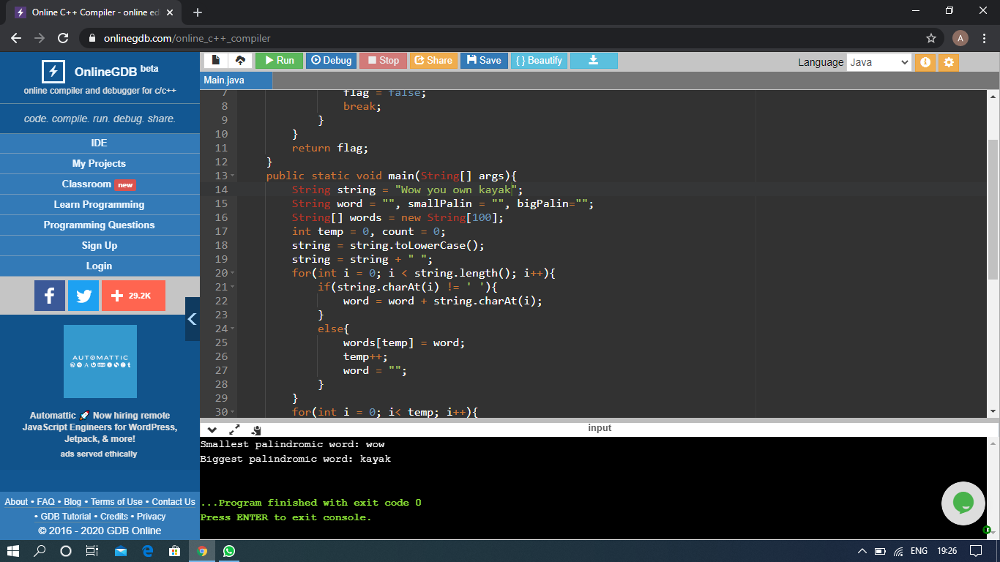 Online C++ Compiler - online ed
onlinegdb.com/online_c++_compiler
A
OnlineGDB beta
online compiler and debugger for c/c++
code. compile. run. debug. share.
IDE
My Projects
Classroom new
Learn Programming
Programming Questions
Sign Up
Login
f
+ 29.2K
AUTOMATTIC
Automattic 🚀 Now hiring remote
JavaScript Engineers for WordPress,
Jetpack, & more!
ads served ethically
About • FAQ • Blog • Terms of Use • Contact Us
• GDB Tutorial • Credits • Privacy
© 2016 - 2020 GDB Online
Run Debug Stop Share Save { } Beautify
Language Java
Main.java
7 flag = false;
8 break;
9 }
10 }
11 return flag;
12 }
13 public static void main(String[] args){
14 String string = "Wow you own kayak";
15 String word = "", smallPalin = "", bigPalin="";
16 String[] words = new String[100];
17 int temp = 0, count = 0;
18 string = string.toLowerCase();
19 string = string + " ";
20 for(int i = 0; i < string.length(); i++){
21 if(string.charAt(i) != ' '){
22 word = word + string.charAt(i);
23 }
24 else{
25 words[temp] = word;
26 temp++;
27 word = "";
28 }
29 }
30 for(int i = 0; i< temp; i++){
input
Smallest palindromic word: wow
Biggest palindromic word: kayak
...Program finished with exit code 0
Press ENTER to exit console.
ENG 19:26